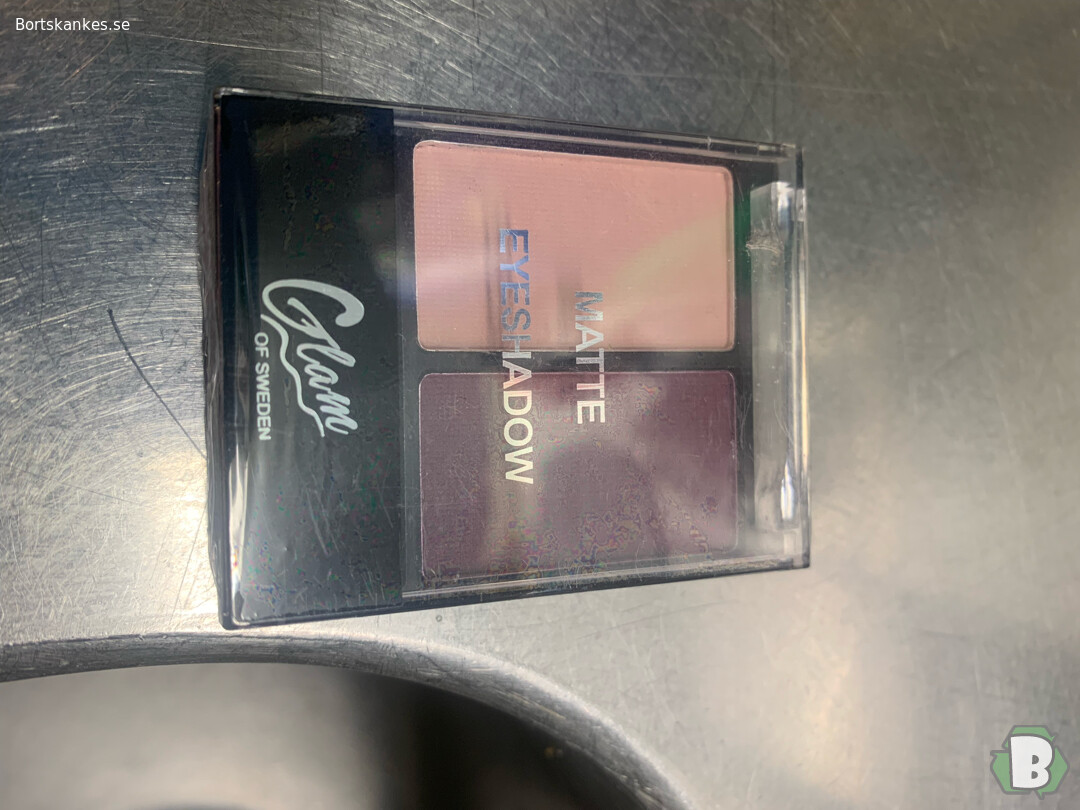 Bortskankes.se
MATTE
EYESHADOW
Glam
OF SWEDEN
B